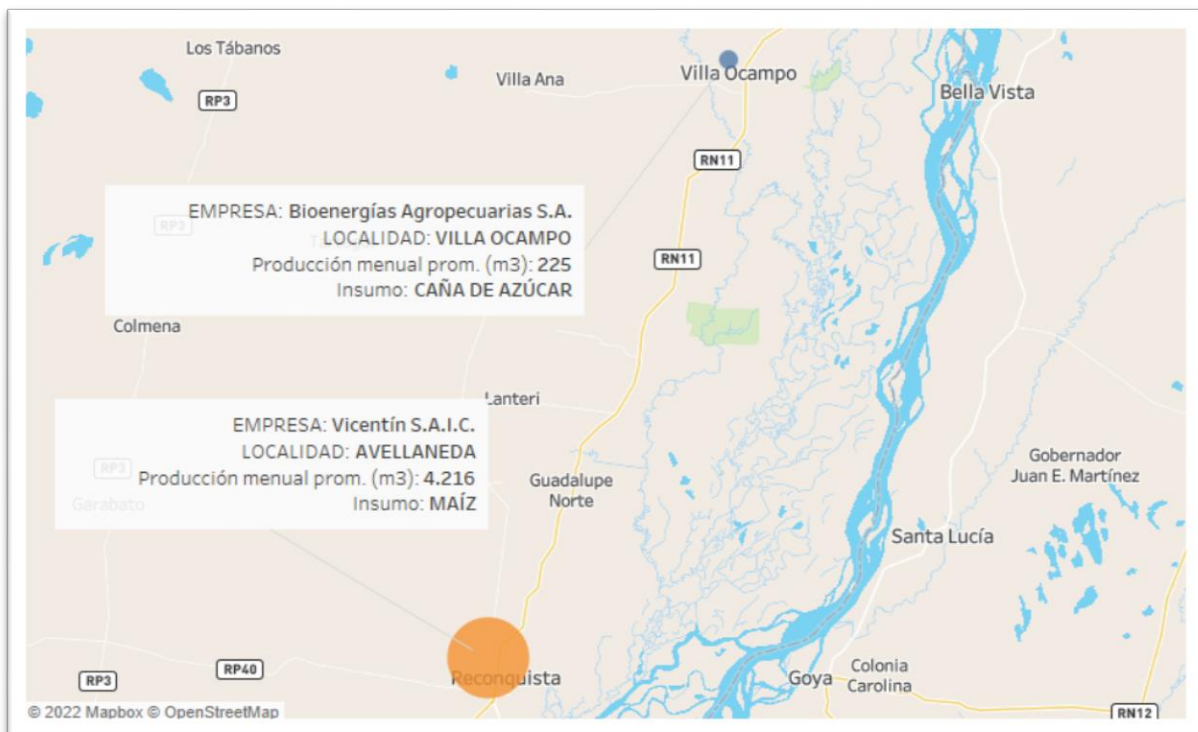 Los Tábanos
Villa Ana
Villa Ocampo
RP3
Bella Vista
RN11
EMPRESA: Bioenergías Agropecuarias S.A.
LOCALIDAD: VILLA OCAMPO
Producción menual prom. (m3): 225
Insumo: CAÑA DE AZÚCAR
RP3
RN11
Colmena
Lanteri
EMPRESA: Vicentín S.A.I.C.
LOCALIDAD: AVELLANEDA
Producción menual prom. (m3): 4.216
Insumo: MAÍZ
RP3
Garabato
Guadalupe
Norte
Gobernador
Juan E. Martínez
Santa Lucía
RP3
RP40
Reconquista
Goya
Colonia
Carolina
RN12
© 2022 Mapbox © OpenStreetMap